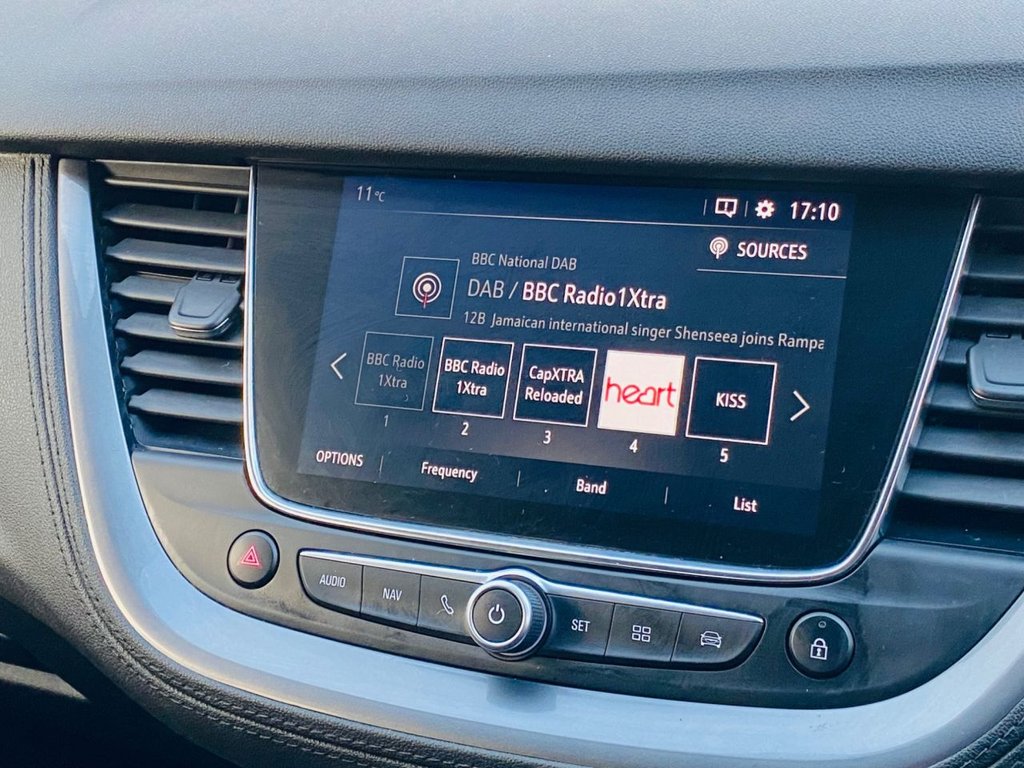 11°C
17:10
SOURCES
BBC National DAB
DAB / BBC Radio1Xtra
12B Jamaican international singer Shenseea joins Rampa
BBC Radio
1Xtra
1
BBC Radio
1Xtra
2
CapXTRA
Reloaded
3
heart
4
KISS
5
OPTIONS
Frequency
Band
List
AUDIO
NAV
SET